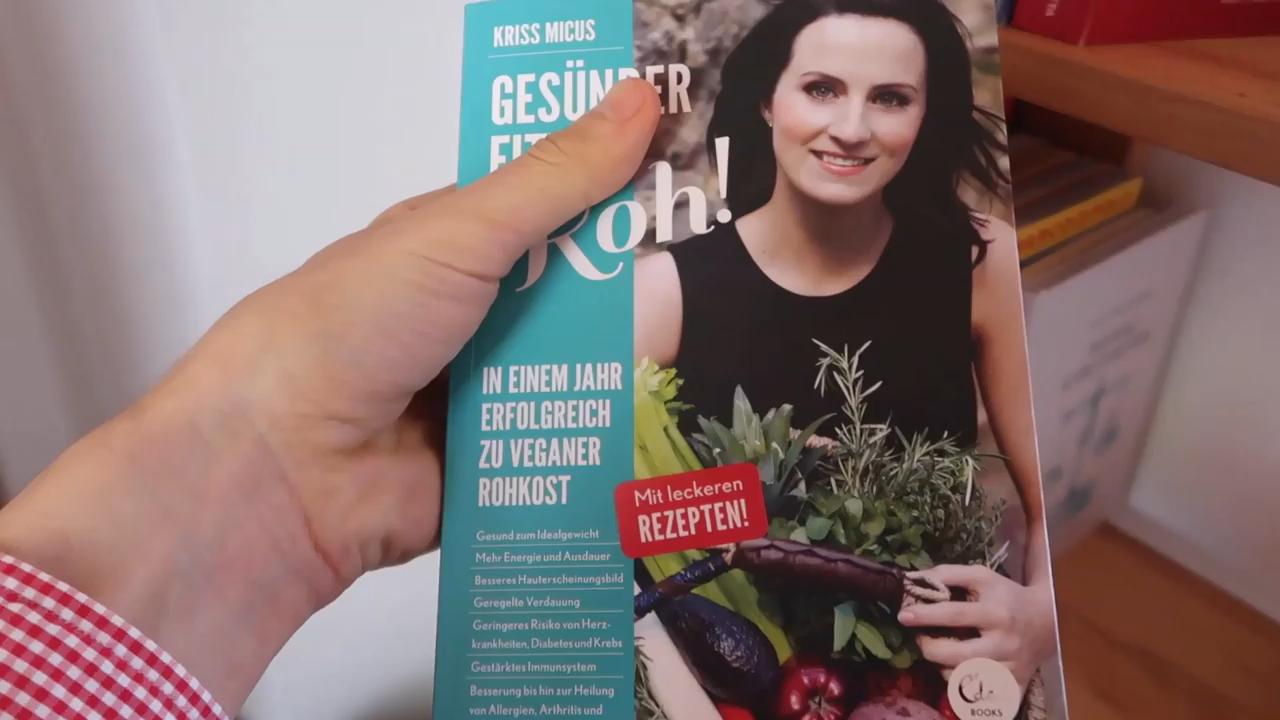 KRISS MICUS
GESÜNDER
Roh!
IN EINEM JAHR
ERFOLGREICH
ZU VEGANER
ROHKOST
Mit leckeren
REZEPTEN!
Gesund zum Idealgewicht
Mehr Energie und Ausdauer
Besseres Hauterscheinungsbild
Geregelte Verdauung
Geringeres Risiko von Herz-
krankheiten, Diabetes und Krebs
Gestärktes Immunsystem
Besserung bis hin zur Heilung
von Allergien, Arthritis und
BOOKS